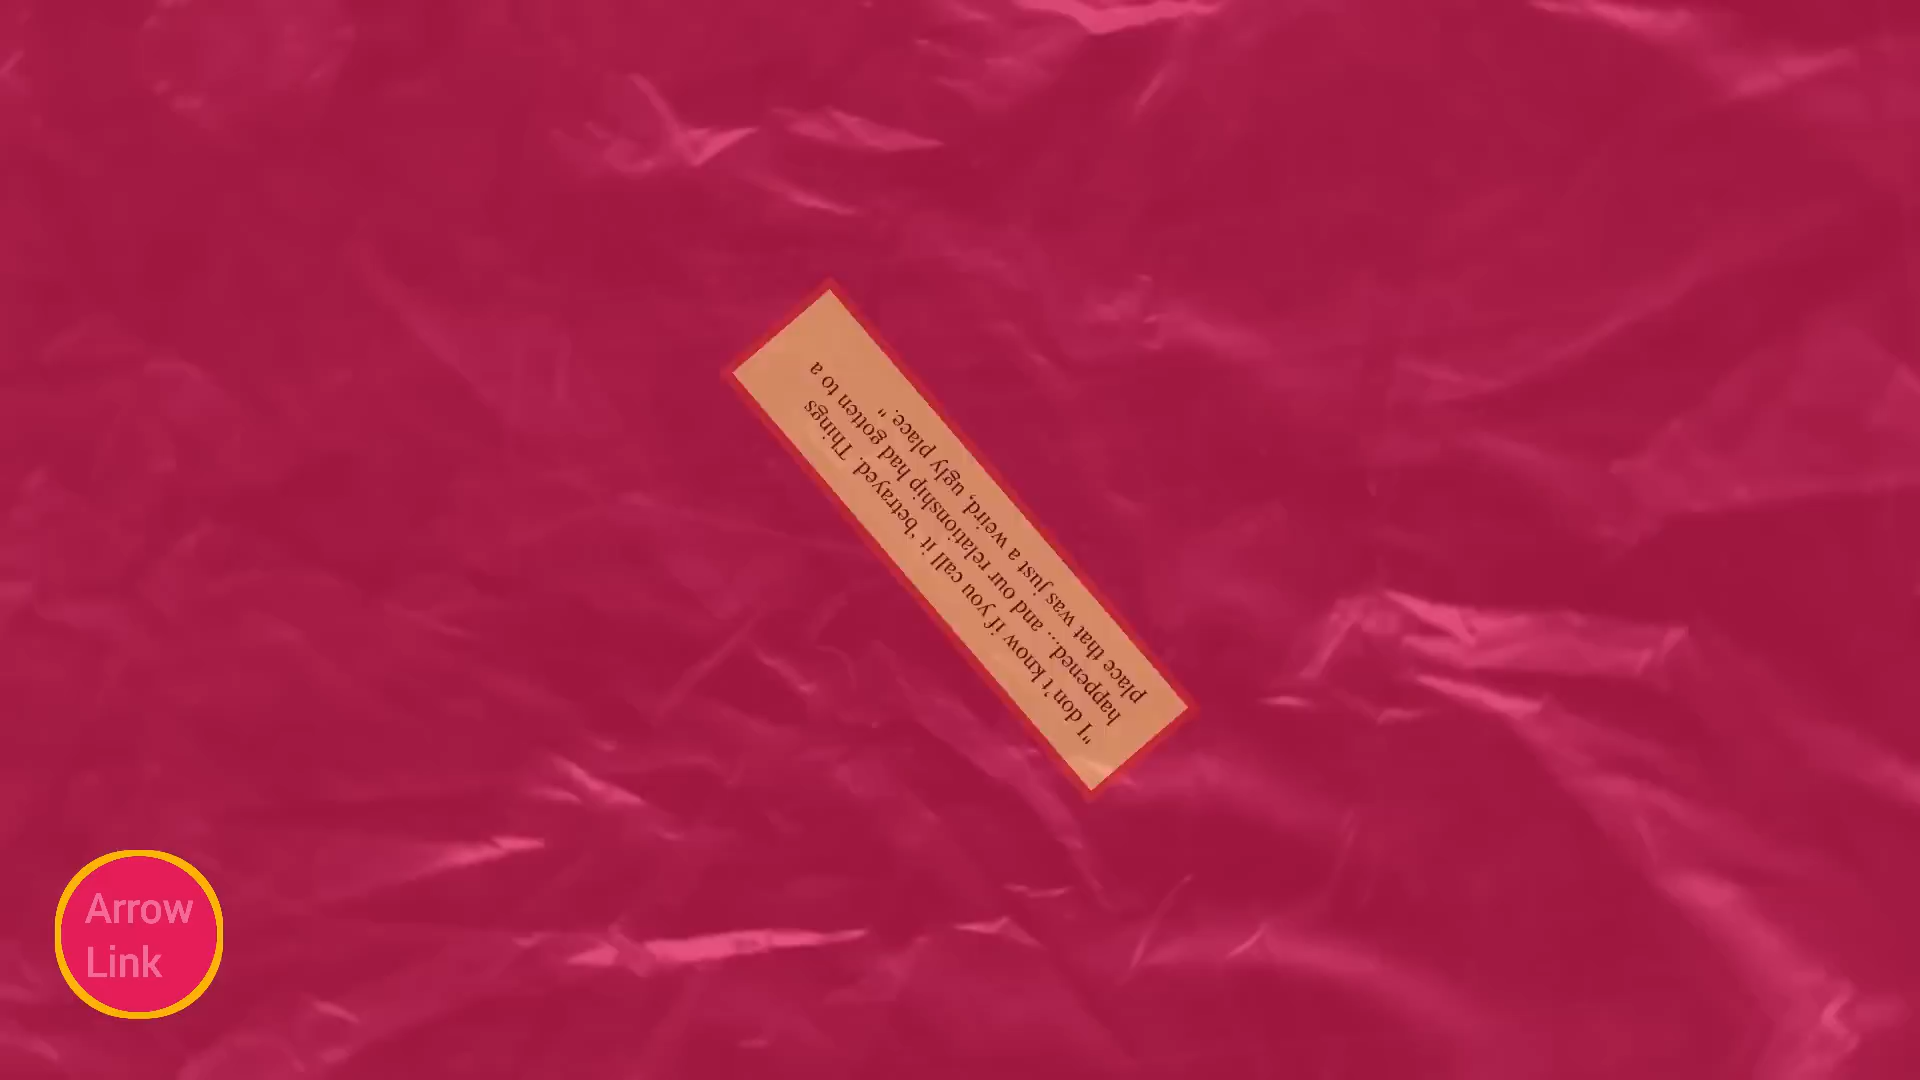 "I don't know if you call it 'betrayed. Things
happened... and our relationship had gotten to a
place that was just a weird, ugly place."
Arrow
Link